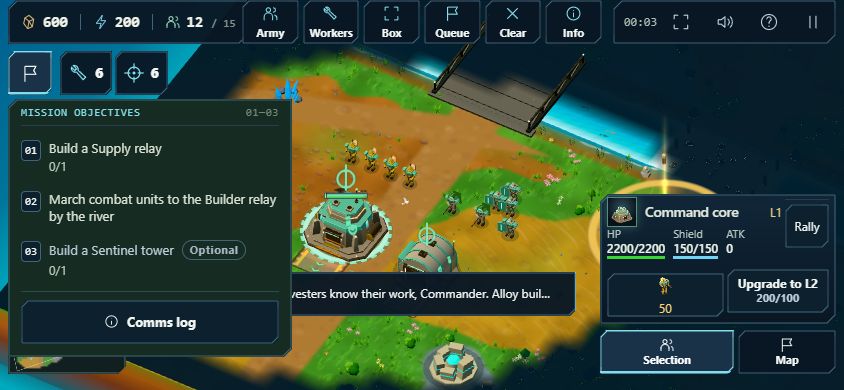 600
200
12 / 15
Army
Workers
Box
Queue
Clear
Info
00:03
6
6
MISSION OBJECTIVES
01—03
01
Build a Supply relay
0/1
02
March combat units to the Builder relay
by the river
03
Build a Sentinel tower
Optional
0/1
Comms log
vesters know their work, Commander. Alloy buil...
Command core
L1
HP
Shield
ATK
2200/2200
150/150
0
Rally
50
Upgrade to L2
200/100
Selection
Map